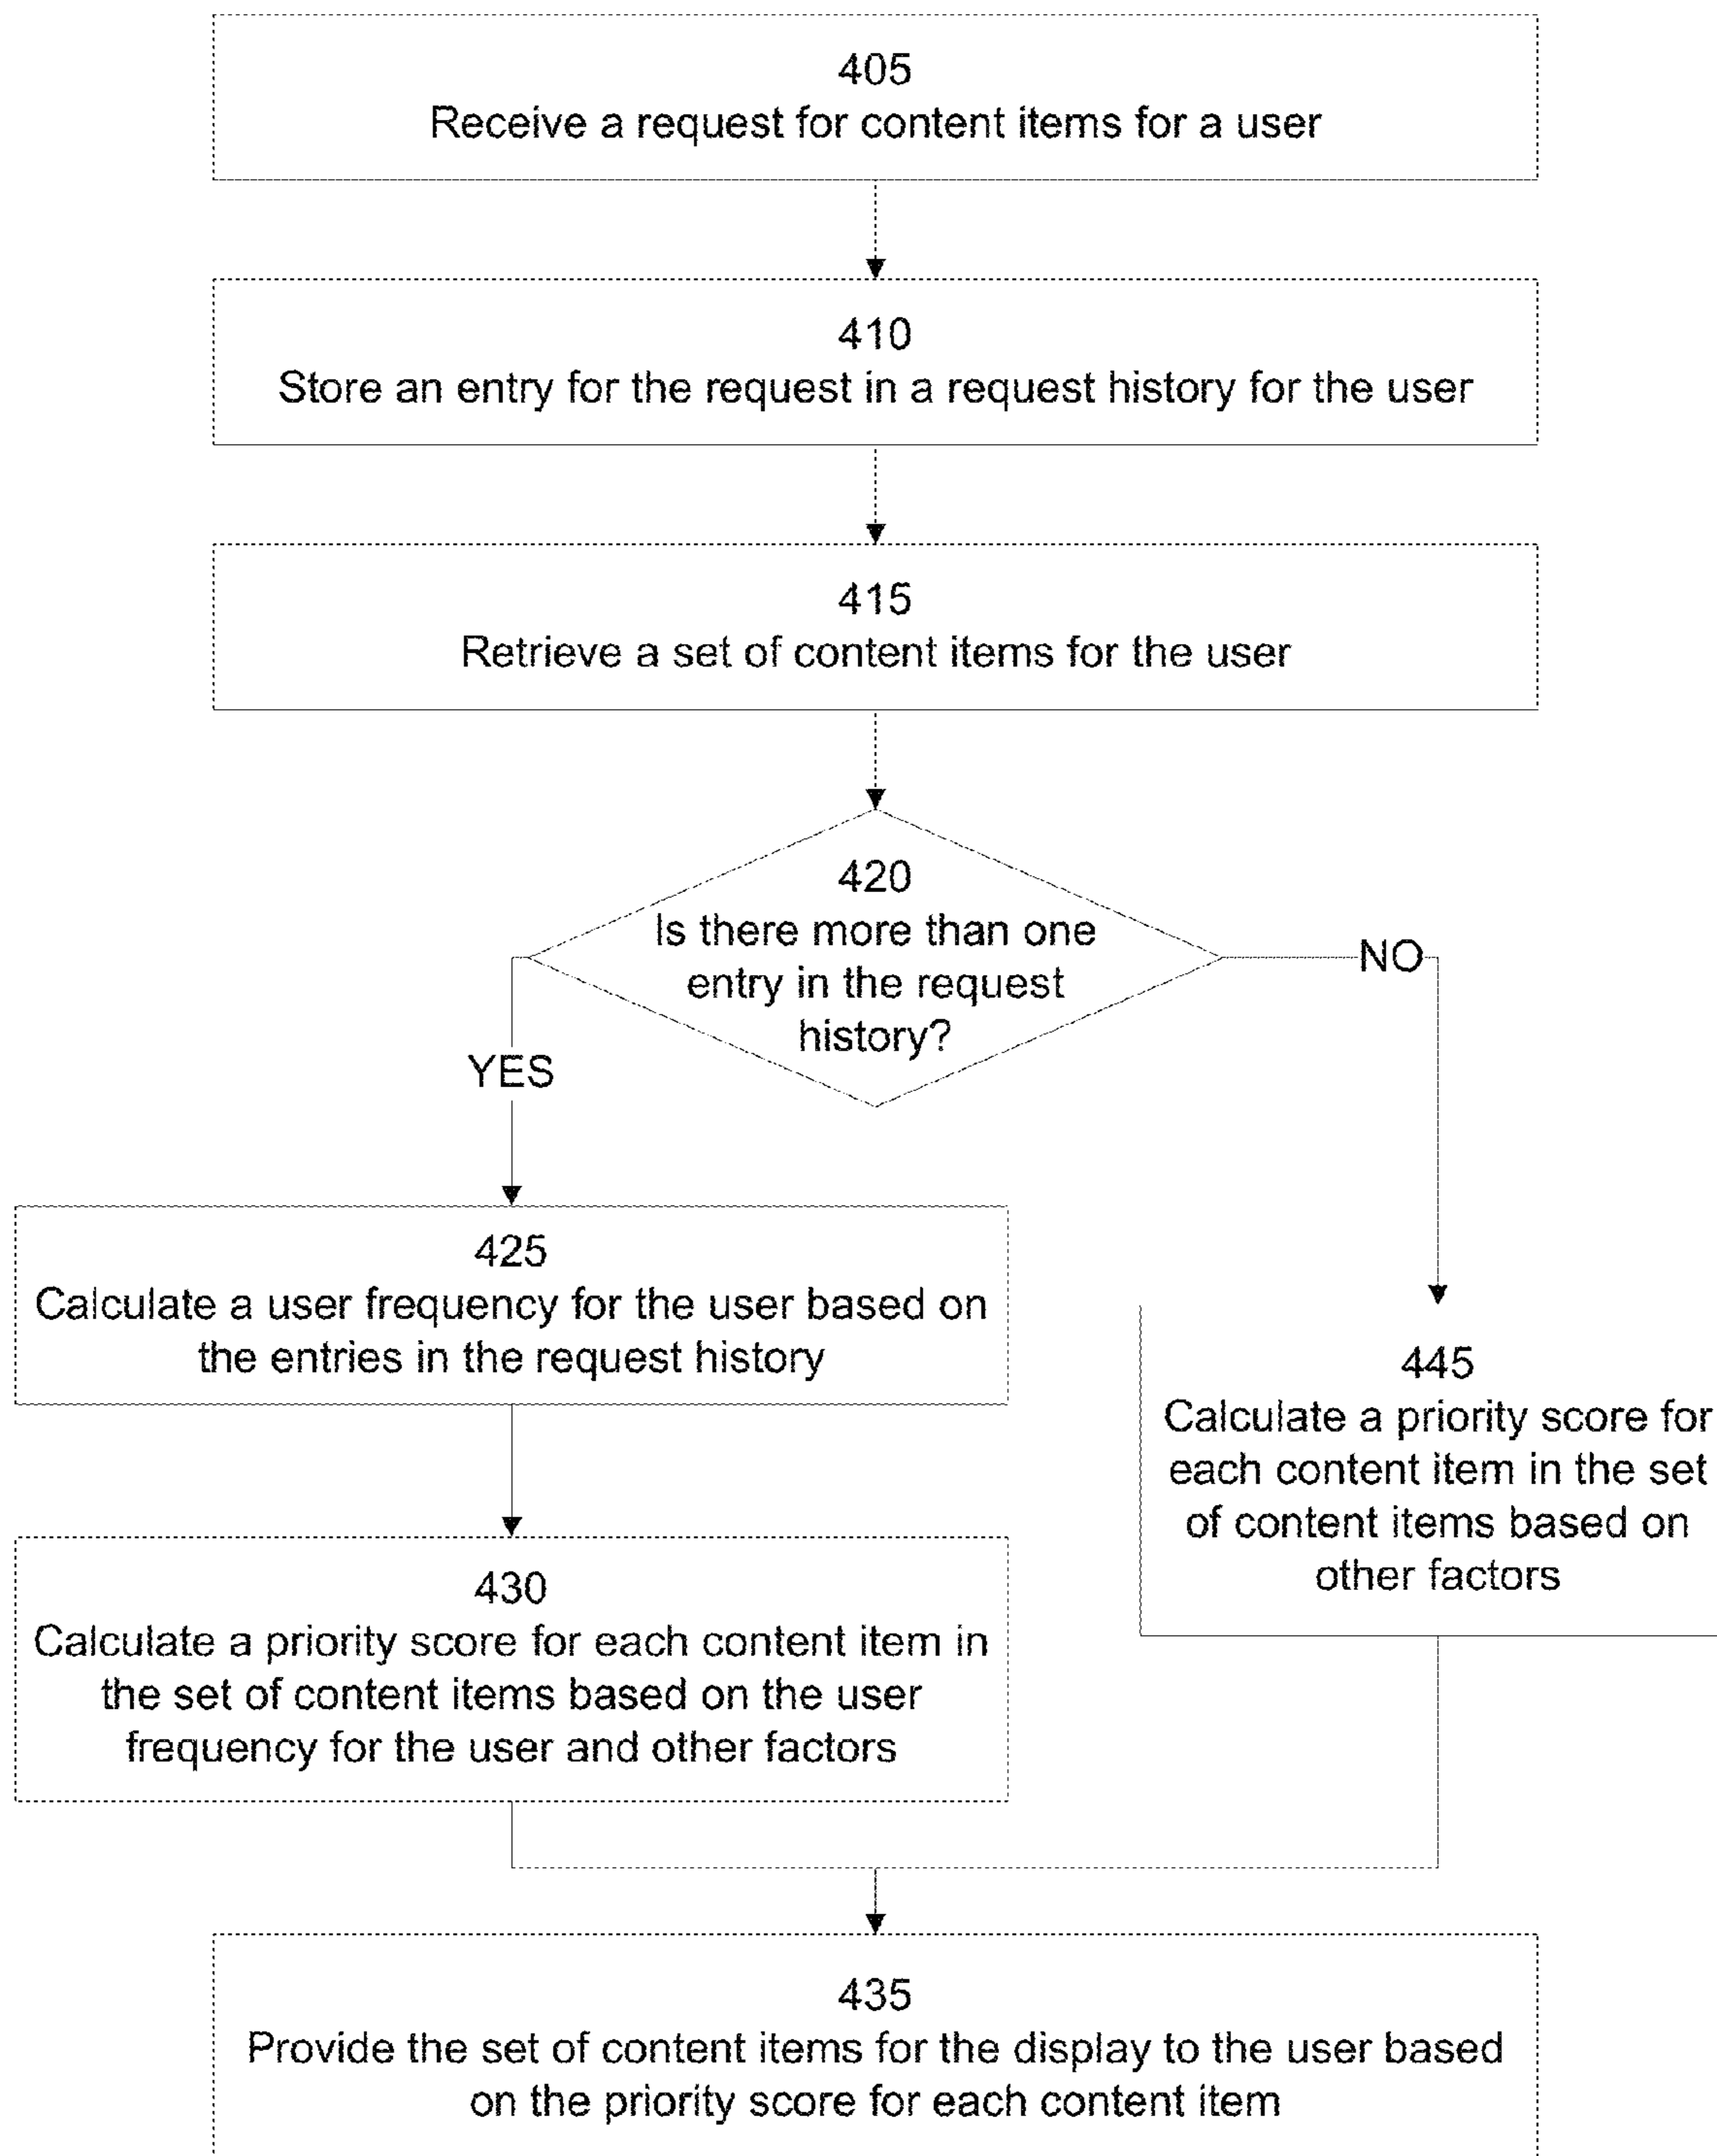 405
Receive a request for content items for a user
410
Store an entry for the request in a request history for the user
415
Retrieve a set of content items for the user
420
Is there more than one
entry in the request
history?
NO
YES
425
Calculate a user frequency for the user based on
the entries in the request history
445
Calculate a priority score for
each content item in the set
of content items based on
other factors
430
Calculate a priority score for each content item in
the set of content items based on the user
frequency for the user and other factors
435
Provide the set of content items for the display to the user based
on the priority score for each content item